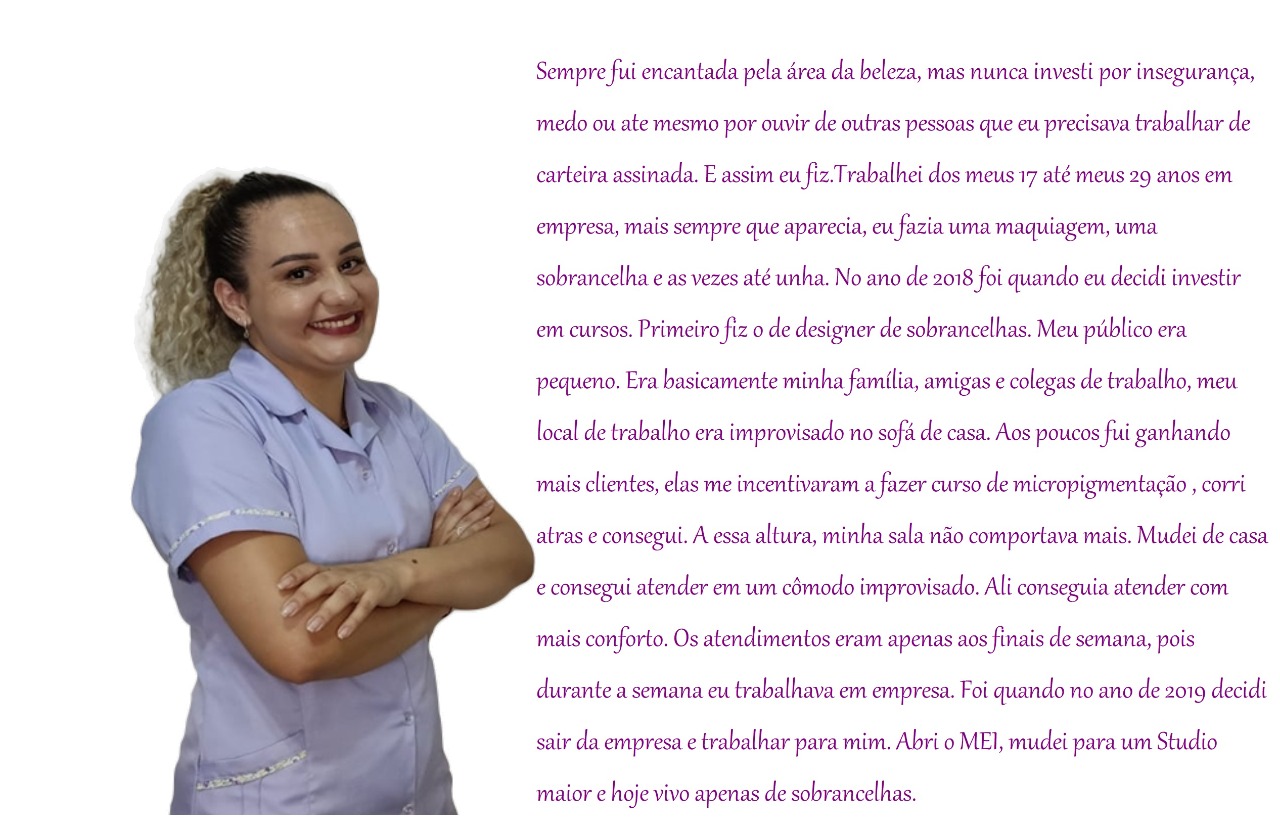 Sempre fui encantada pela área da beleza, mas nunca investi por insegurança,
medo ou ate mesmo por ouvir de outras pessoas que eu precisava trabalhar de
carteira assinada. E assim eu fiz.Trabalhei dos meus 17 até meus 29 anos em
empresa, mais sempre que aparecia, eu fazia uma maquiagem, uma
sobrancelha e as vezes até unha. No ano de 2018 foi quando eu decidi investir
em cursos. Primeiro fiz o de designer de sobrancelhas. Meu público era
pequeno. Era basicamente minha família, amigas e colegas de trabalho, meu
local de trabalho era improvisado no sofá de casa. Aos poucos fui ganhando
mais clientes, elas me incentivaram a fazer curso de micropigmentação , corri
atras e consegui. A essa altura, minha sala não comportava mais. Mudei de casa
e consegui atender em um cômodo improvisado. Ali conseguia atender com
mais conforto. Os atendimentos eram apenas aos finais de semana, pois
durante a semana eu trabalhava em empresa. Foi quando no ano de 2019 decidi
sair da empresa e trabalhar para mim. Abri o MEI, mudei para um Studio
maior e hoje vivo apenas de sobrancelhas.